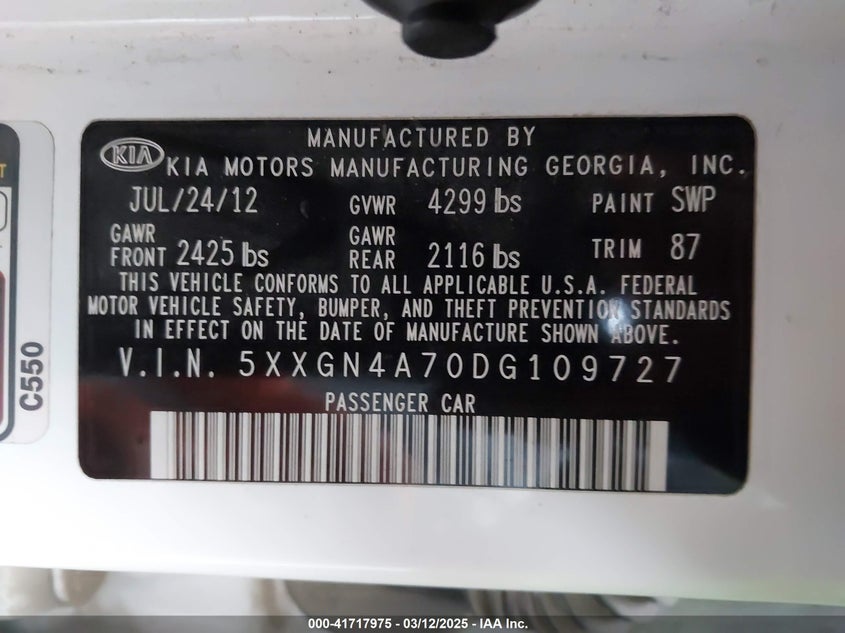 MANUFACTURED BY
KIA KIA MOTORS MANUFACTURING GEORGIA, INC.
JUL/24/12 GVWR 4299 lbs PAINT SWP
GAWR FRONT 2425 lbs GAWR REAR 2116 lbs TRIM 87
THIS VEHICLE CONFORMS TO ALL APPLICABLE U.S.A. FEDERAL
MOTOR VEHICLE SAFETY, BUMPER, AND THEFT PREVENTION STANDARDS
IN EFFECT ON THE DATE OF MANUFACTURE SHOWN ABOVE.
V.I.N. 5XXGN4A70DG109727
PASSENGER CAR
C550
000-41717975 - 03/12/2025 - IAA Inc.